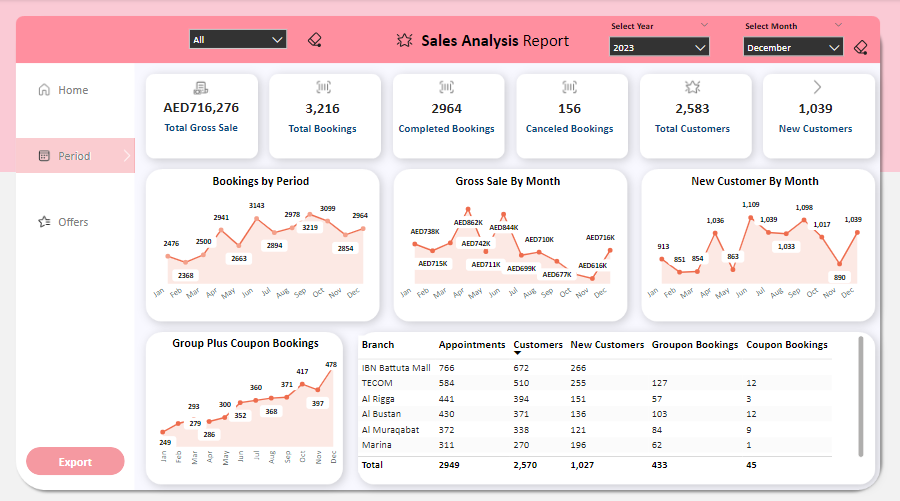 Select Year
Select Month
All
Sales Analysis Report
2023
December
Home
Period
Offers
Export
AED716,276
Total Gross Sale
3,216
Total Bookings
2964
Completed Bookings
156
Canceled Bookings
2,583
Total Customers
1,039
New Customers
Bookings by Period
2476
2368
2500
2941
2663
3143
2894
2978
3219
3099
2854
2964
Jan Feb Mar Apr May Jun Jul Aug Sep Oct Nov Dec
Gross Sale By Month
AED738K
AED715K
AED862K
AED742K
AED711K
AED844K
AED699K
AED710K
AED677K
AED616K
AED716K
Jan Feb Mar Apr May Jun Jul Aug Sep Oct Nov Dec
New Customer By Month
913
851
854
1,036
863
1,109
1,039
1,033
1,098
1,017
890
1,039
Jan Feb Mar Apr May Jun Jul Aug Sep Oct Nov Dec
Group Plus Coupon Bookings
249
293
279
286
300
352
360
368
371
417
397
478
Jan Feb Mar Apr May Jun Jul Aug Sep Oct Nov Dec
Branch Appointments Customers New Customers Groupon Bookings Coupon Bookings
IBN Battuta Mall 766 672 266
TECOM 584 510 255 127 12
Al Rigga 441 394 151 57 3
Al Bustan 430 371 136 103 12
Al Muraqabat 372 338 121 84 9
Marina 311 270 196 62 1
Total 2949 2,570 1,027 433 45